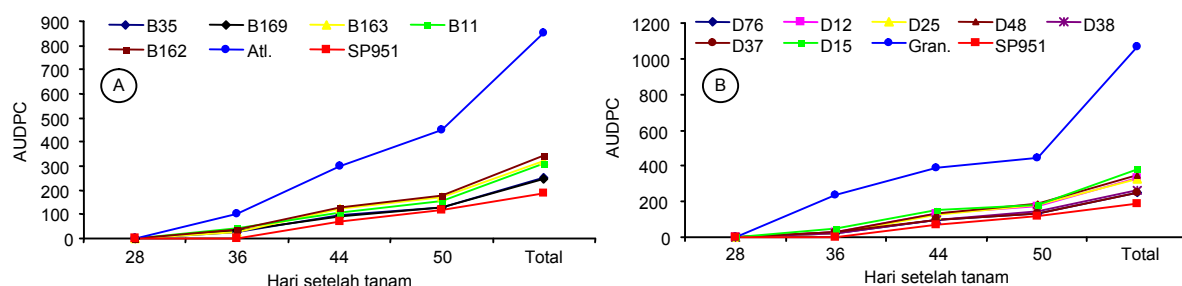 B35 B169 B163 B11
B162 Atl. SP951
A
AUDPC
900
800
700
600
500
400
300
200
100
0
28 36 44 50 Total
Hari setelah tanam
D76 D12 D25 D48 D38
D37 D15 Gran. SP951
B
AUDPC
1200
1000
800
600
400
200
0
28 36 44 50 Total
Hari setelah tanam